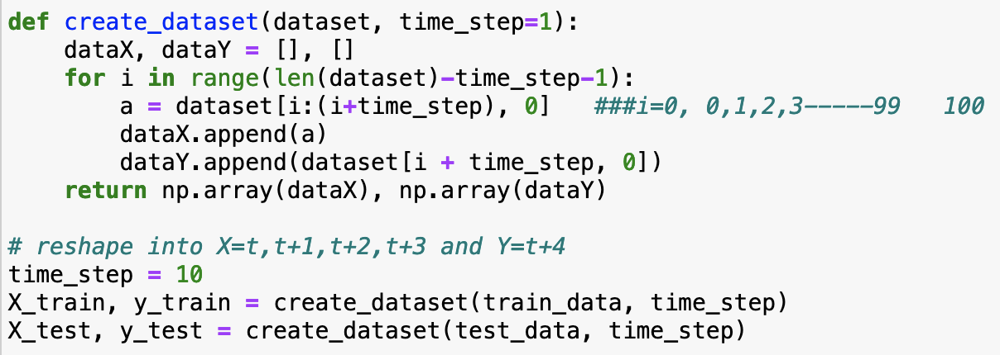 def create_dataset(dataset, time_step=1):
    dataX, dataY = [], []
    for i in range(len(dataset)-time_step-1):
        a = dataset[i:(i+time_step), 0]   ###i=0, 0,1,2,3-----99   100
        dataX.append(a)
        dataY.append(dataset[i + time_step, 0])
    return np.array(dataX), np.array(dataY)

# reshape into X=t,t+1,t+2,t+3 and Y=t+4
time_step = 10
X_train, y_train = create_dataset(train_data, time_step)
X_test, y_test = create_dataset(test_data, time_step)